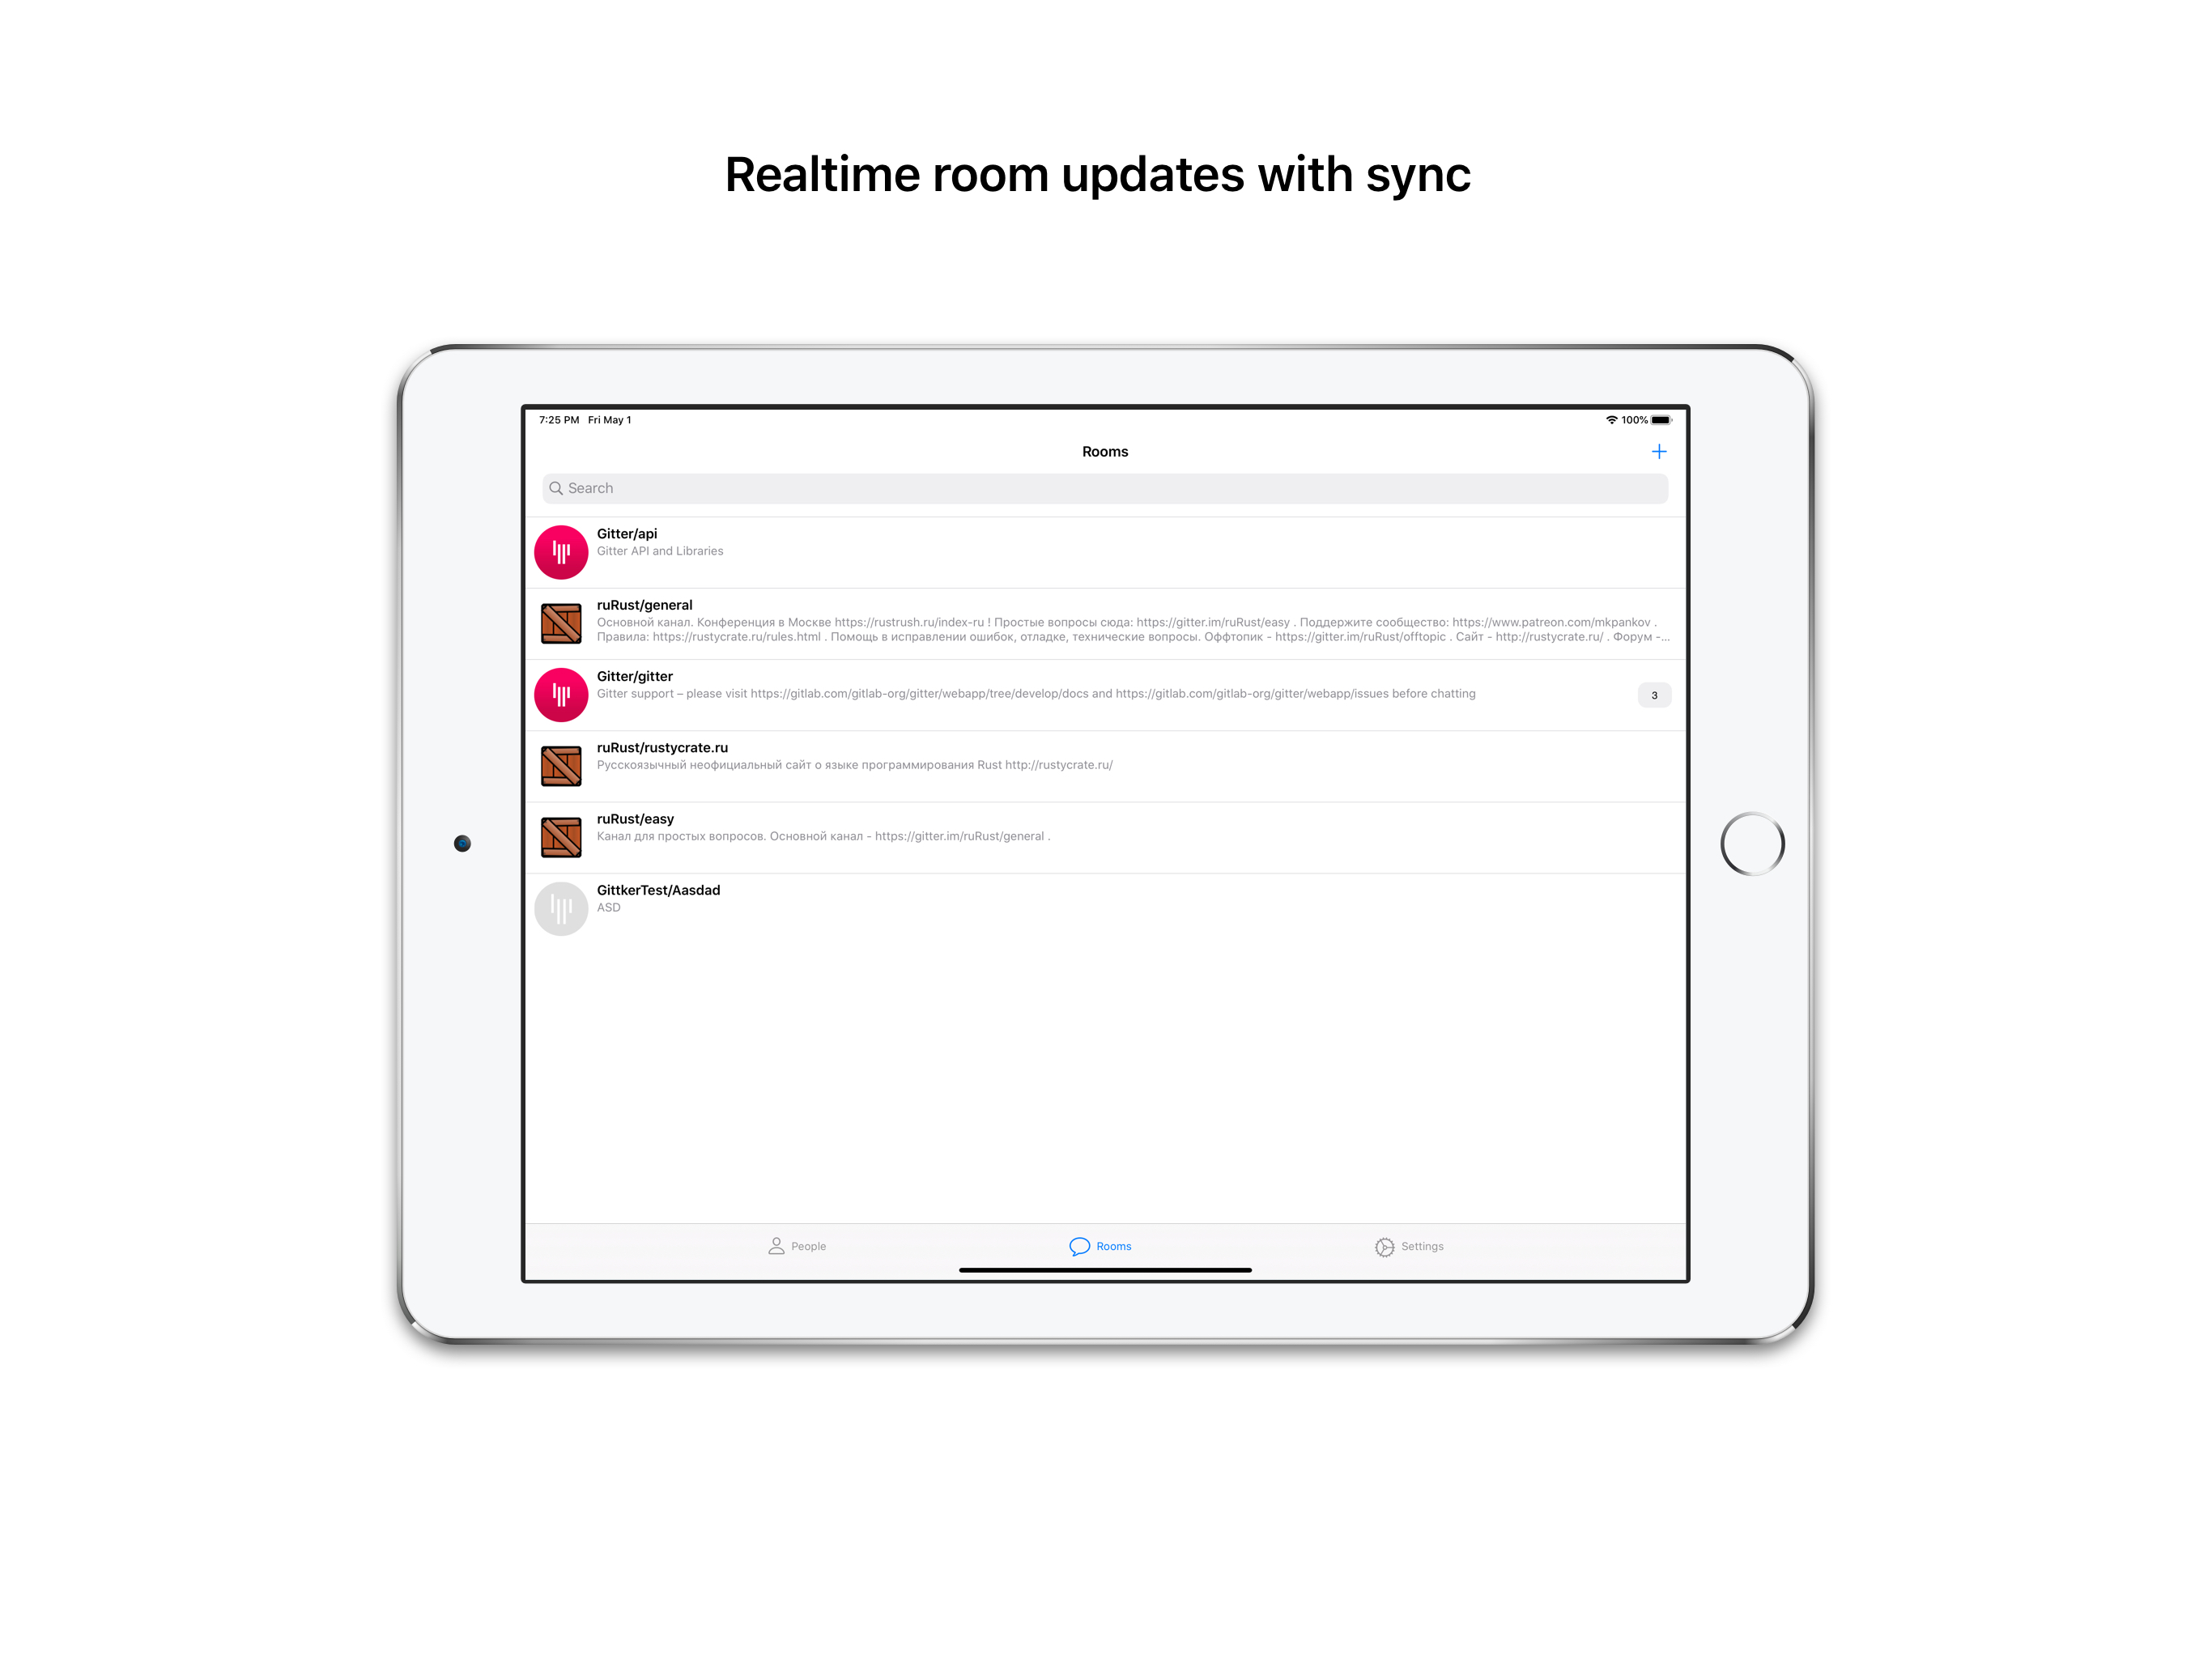 Realtime room updates with sync
7:25 PM Fri May 1
100%
Rooms
Search
Gitter/api
Gitter API and Libraries
ruRust/general
Основной канал. Конференция в Москве https://rustrush.ru/index-ru ! Простые вопросы сюда: https://gitter.im/ruRust/easy . Поддержите сообщество: https://www.patreon.com/mkpankov .
Правила: https://rustycrate.ru/rules.html . Помощь в исправлении ошибок, отладке, технические вопросы. Оффтопик - https://gitter.im/ruRust/offtopic . Сайт - http://rustycrate.ru/ . Форум -...
Gitter/gitter
Gitter support – please visit https://gitlab.com/gitlab-org/gitter/webapp/tree/develop/docs and https://gitlab.com/gitlab-org/gitter/webapp/issues before chatting
3
ruRust/rustycrate.ru
Русскоязычный неофициальный сайт о языке программирования Rust http://rustycrate.ru/
ruRust/easy
Канал для простых вопросов. Основной канал - https://gitter.im/ruRust/general .
GittkerTest/Aasdad
ASD
People
Rooms
Settings